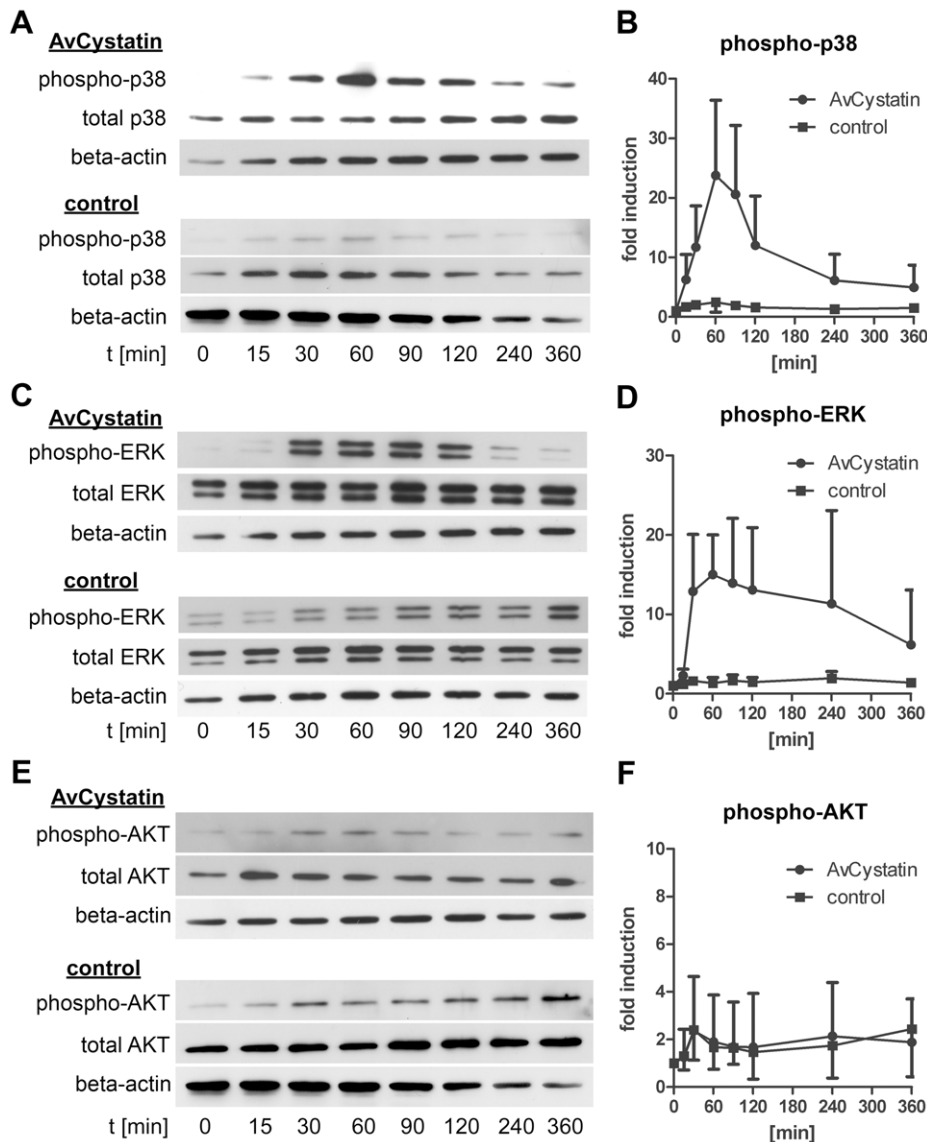 A
AvCystatin
phospho-p38
total p38
beta-actin
control
phospho-p38
total p38
beta-actin
t [min] 0 15 30 60 90 120 240 360
B
phospho-p38
AvCystatin
control
fold induction
40
30
20
10
0
0 60 120 180 240 300 360
[min]
C
AvCystatin
phospho-ERK
total ERK
beta-actin
control
phospho-ERK
total ERK
beta-actin
t [min] 0 15 30 60 90 120 240 360
D
phospho-ERK
AvCystatin
control
fold induction
30
20
10
0
0 60 120 180 240 300 360
[min]
E
AvCystatin
phospho-AKT
total AKT
beta-actin
control
phospho-AKT
total AKT
beta-actin
t [min] 0 15 30 60 90 120 240 360
F
phospho-AKT
AvCystatin
control
fold induction
10
8
6
4
2
0
0 60 120 180 240 300 360
[min]